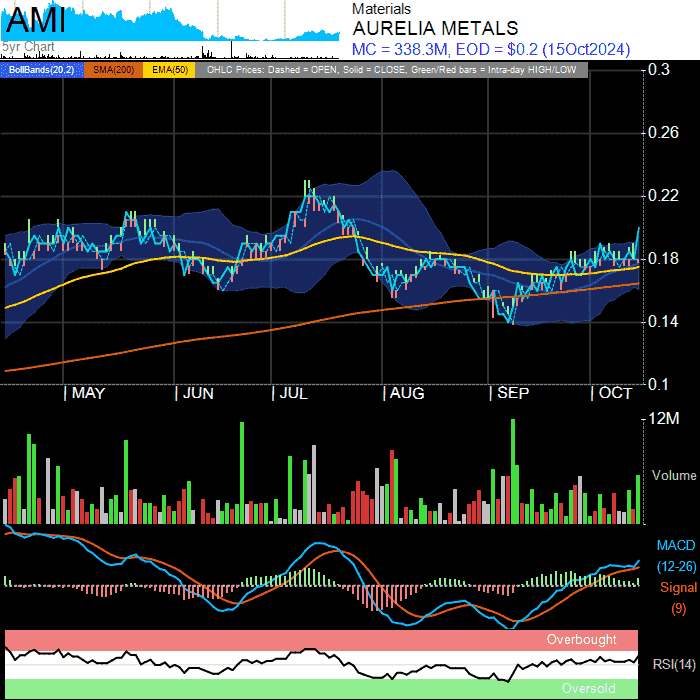 AMI
5yr Chart
Materials
AURELIA METALS
MC = 338.3M, EOD = $0.2 (15Oct2024)
BollBands(20,2) SMA(200) EMA(50) OHLC Prices: Dashed = OPEN, Solid = CLOSE, Green/Red bars = Intra-day HIGH/LOW
0.3
0.26
0.22
0.18
0.14
0.1
| MAY | JUN | JUL | AUG | SEP | OCT
12M
Volume
MACD
(12-26)
Signal
(9)
Overbought
RSI(14)
Oversold